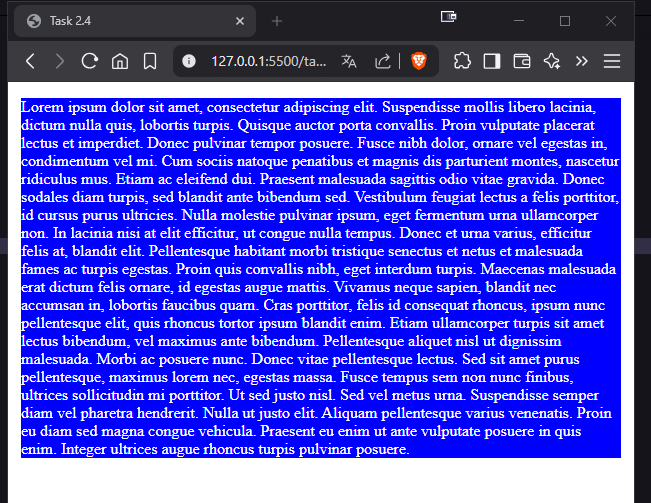 Task 2.4
127.0.0.1:5500/ta...
Lorem ipsum dolor sit amet, consectetur adipiscing elit. Suspendisse mollis libero lacinia,
dictum nulla quis, lobortis turpis. Quisque auctor porta convallis. Proin vulputate placerat
lectus et imperdiet. Donec pulvinar tempor posuere. Fusce nibh dolor, ornare vel egestas in,
condimentum vel mi. Cum sociis natoque penatibus et magnis dis parturient montes, nascetur
ridiculus mus. Etiam ac eleifend dui. Praesent malesuada sagittis odio vitae gravida. Donec
sodales diam turpis, sed blandit ante bibendum sed. Vestibulum feugiat lectus a felis porttitor,
id cursus purus ultricies. Nulla molestie pulvinar ipsum, eget fermentum urna ullamcorper
non. In lacinia nisi at elit efficitur, ut congue nulla tempus. Donec et urna varius, efficitur
felis at, blandit elit. Pellentesque habitant morbi tristique senectus et netus et malesuada
fames ac turpis egestas. Proin quis convallis nibh, eget interdum turpis. Maecenas malesuada
erat dictum felis ornare, id egestas augue mattis. Vivamus neque sapien, blandit nec
accumsan in, lobortis faucibus quam. Cras porttitor, felis id consequat rhoncus, ipsum nunc
pellentesque elit, quis rhoncus tortor ipsum blandit enim. Etiam ullamcorper turpis sit amet
lectus bibendum, vel maximus ante bibendum. Pellentesque aliquet nisl ut dignissim
malesuada. Morbi ac posuere nunc. Donec vitae pellentesque lectus. Sed sit amet purus
pellentesque, maximus lorem nec, egestas massa. Fusce tempus sem non nunc finibus,
ultrices sollicitudin mi porttitor. Ut sed justo nisl. Sed vel metus urna. Suspendisse semper
diam vel pharetra hendrerit. Nulla ut justo elit. Aliquam pellentesque varius venenatis. Proin
eu diam sed magna congue vehicula. Praesent eu enim ut ante vulputate posuere in quis
enim. Integer ultrices augue rhoncus turpis pulvinar posuere.